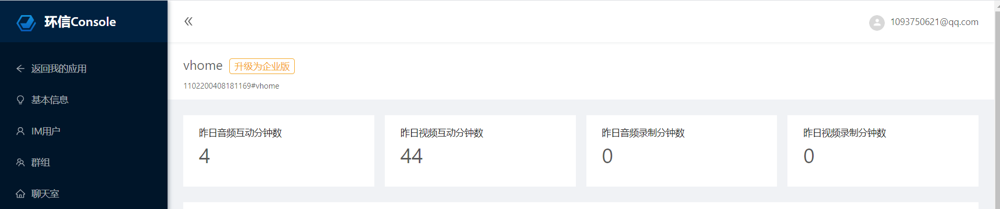 环信Console
1093750621@qq.com
返回我的应用
基本信息
IM用户
群组
聊天室
vhome 升级为企业版
1102200408181169#vhome
昨日音频互动分钟数
4
昨日视频互动分钟数
44
昨日音频录制分钟数
0
昨日视频录制分钟数
0